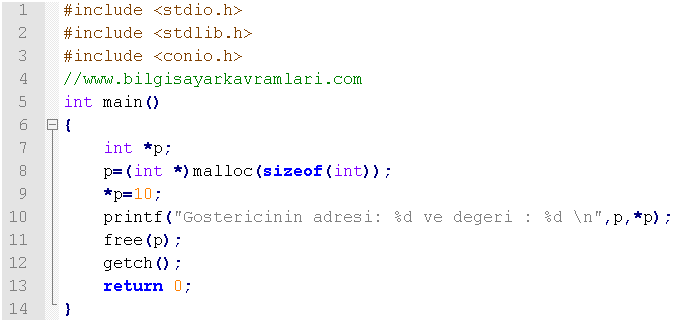 1 #include <stdio.h>
2 #include <stdlib.h>
3 #include <conio.h>
4 //www.bilgisayarkavramlari.com
5 int main()
6 {
7 int *p;
8 p=(int *)malloc(sizeof(int));
9 *p=10;
10 printf("Gostericinin adresi: %d ve degeri : %d \n",p,*p);
11 free(p);
12 getch();
13 return 0;
14 }